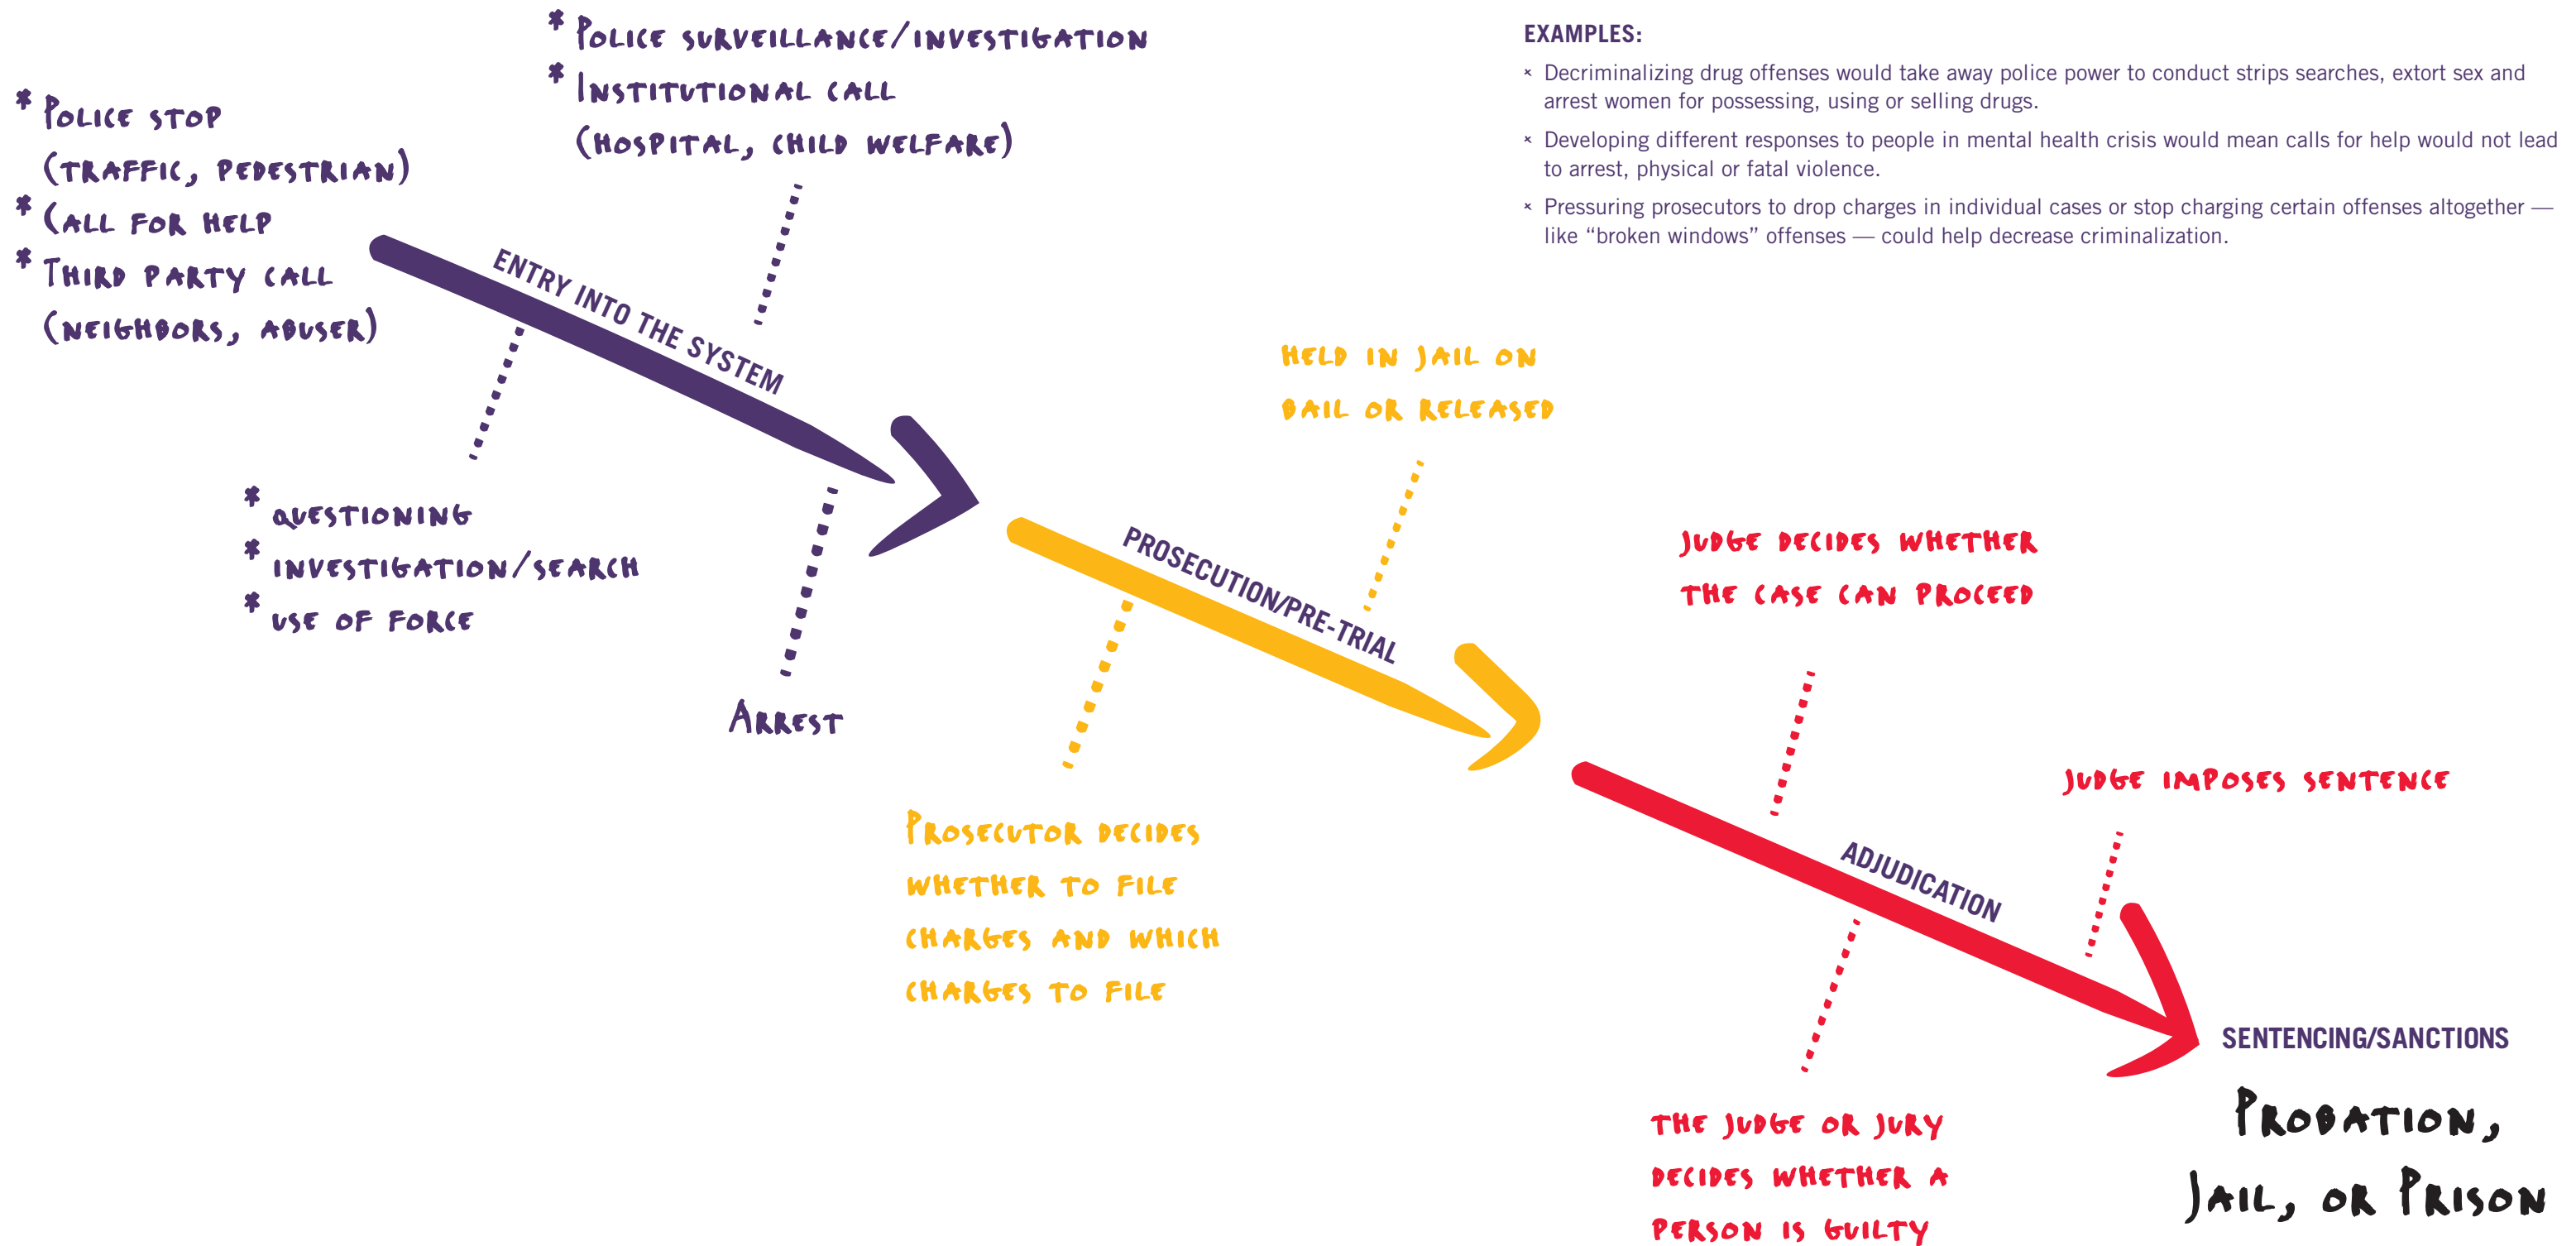 * POLICE STOP
(TRAFFIC, PEDESTRIAN)
* CALL FOR HELP
* THIRD PARTY CALL
(NEIGHBORS, ABUSER)
* POLICE SURVEILLANCE/INVESTIGATION
* INSTITUTIONAL CALL
(HOSPITAL, CHILD WELFARE)
ENTRY INTO THE SYSTEM
* QUESTIONING
* INVESTIGATION/SEARCH
* USE OF FORCE
ARREST
EXAMPLES:
* Decriminalizing drug offenses would take away police power to conduct strips searches, extort sex and
arrest women for possessing, using or selling drugs.
* Developing different responses to people in mental health crisis would mean calls for help would not lead
to arrest, physical or fatal violence.
* Pressuring prosecutors to drop charges in individual cases or stop charging certain offenses altogether —
like “broken windows” offenses — could help decrease criminalization.
HELD IN JAIL ON
BAIL OR RELEASED
PROSECUTION/PRE-TRIAL
PROSECUTOR DECIDES
WHETHER TO FILE
CHARGES AND WHICH
CHARGES TO FILE
JUDGE DECIDES WHETHER
THE CASE CAN PROCEED
JUDGE IMPOSES SENTENCE
ADJUDICATION
THE JUDGE OR JURY
DECIDES WHETHER A
PERSON IS GUILTY
SENTENCING/SANCTIONS
PROBATION,
JAIL, OR PRISON